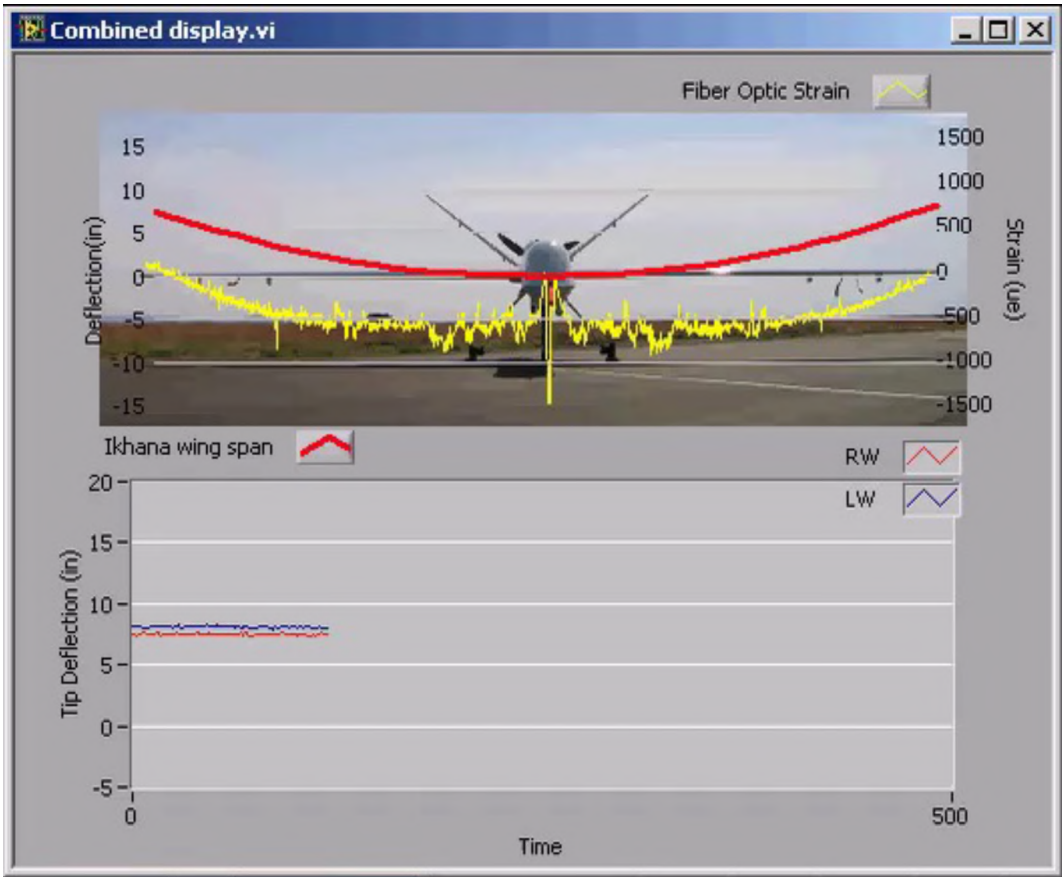 Combined display.vi
Fiber Optic Strain
15
10
5
0
-5
-10
-15
Deflection(in)
1500
1000
500
0
-500
-1000
-1500
Strain (ue)
Ikhana wing span
RW
LW
20
15
10
5
0
-5
Tip Deflection (in)
0
500
Time